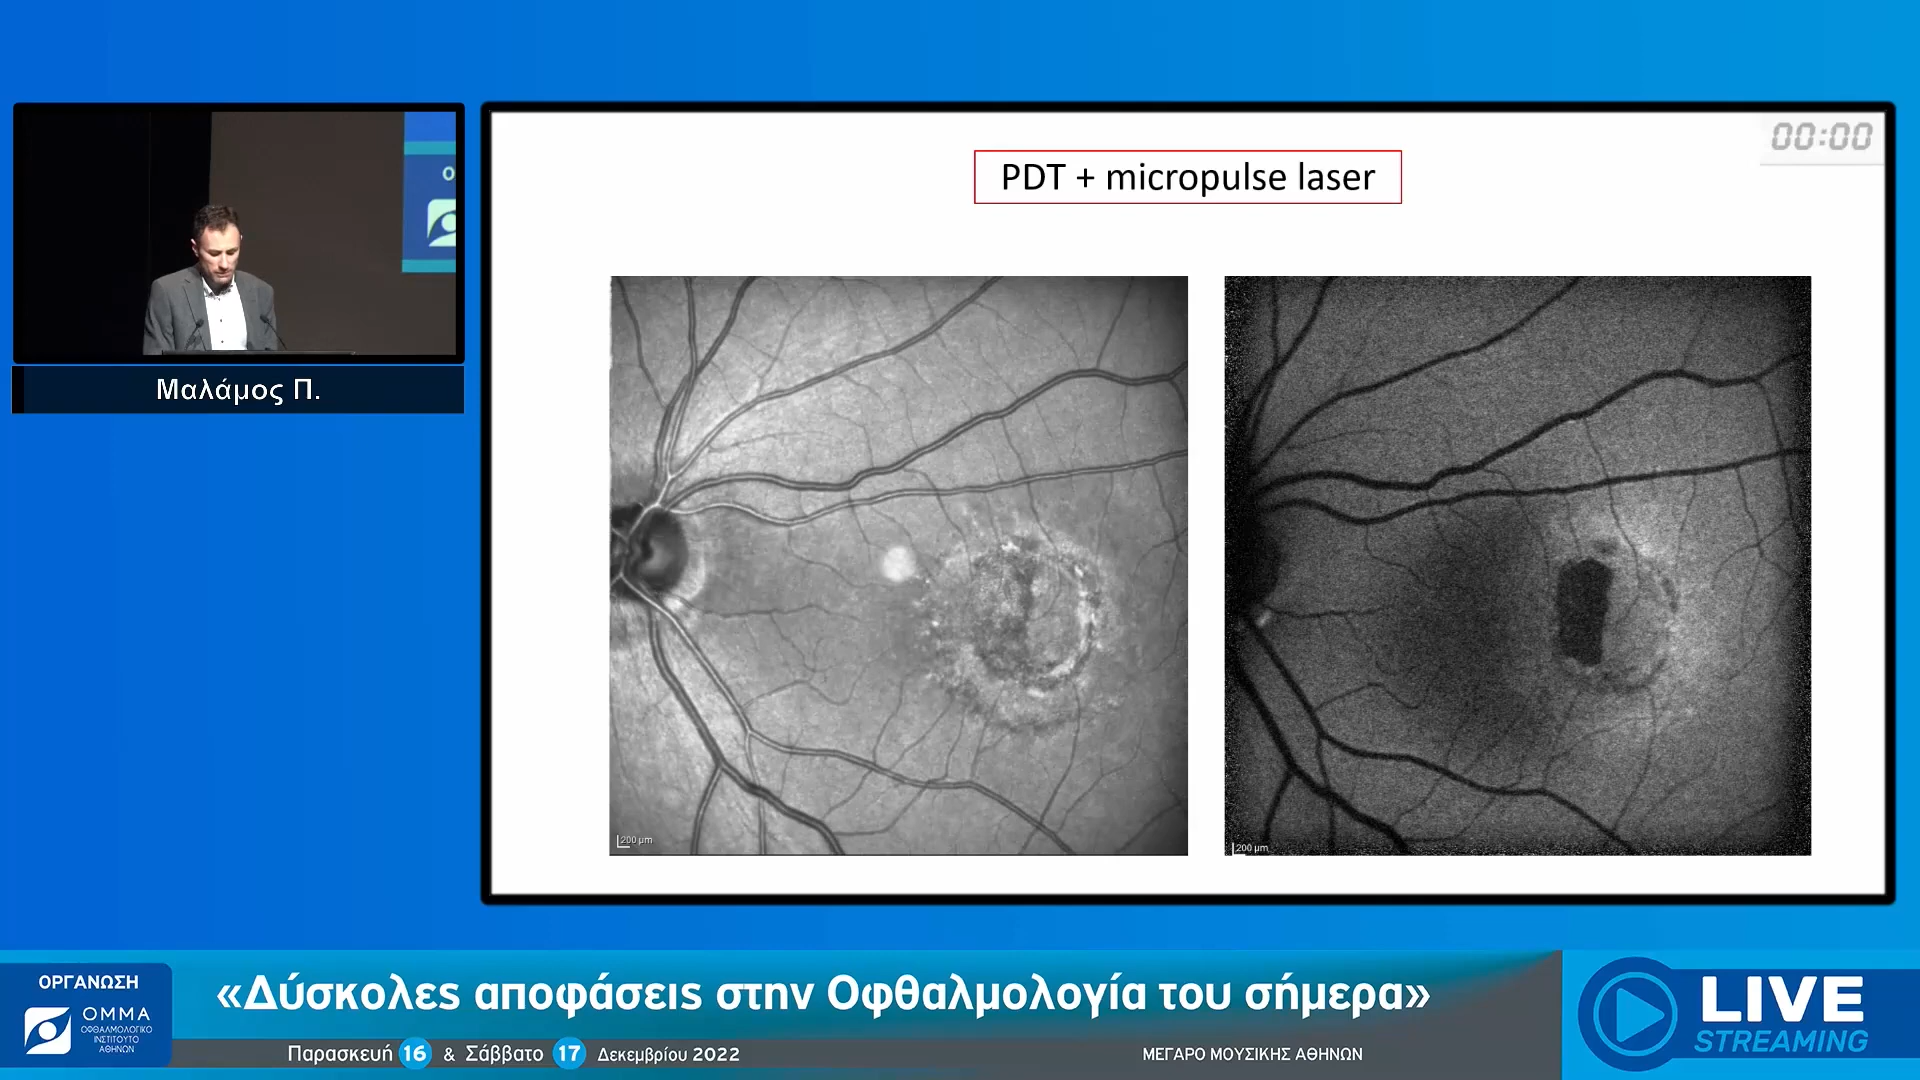 00:00
PDT + micropulse laser
Μαλάμος Π.
200 µm
200 µm
ΟΡΓΑΝΩΣΗ
ΟΜΜΑ
ΟΦΘΑΛΜΟΛΟΓΙΚΟ
ΙΝΣΤΙΤΟΥΤΟ
ΑΘΗΝΩΝ
«Δύσκολες αποφάσεις στην Οφθαλμολογία του σήμερα»
Παρασκευή 16 & Σάββατο 17 Δεκεμβρίου 2022
ΜΕΓΑΡΟ ΜΟΥΣΙΚΗΣ ΑΘΗΝΩΝ
LIVE
STREAMING